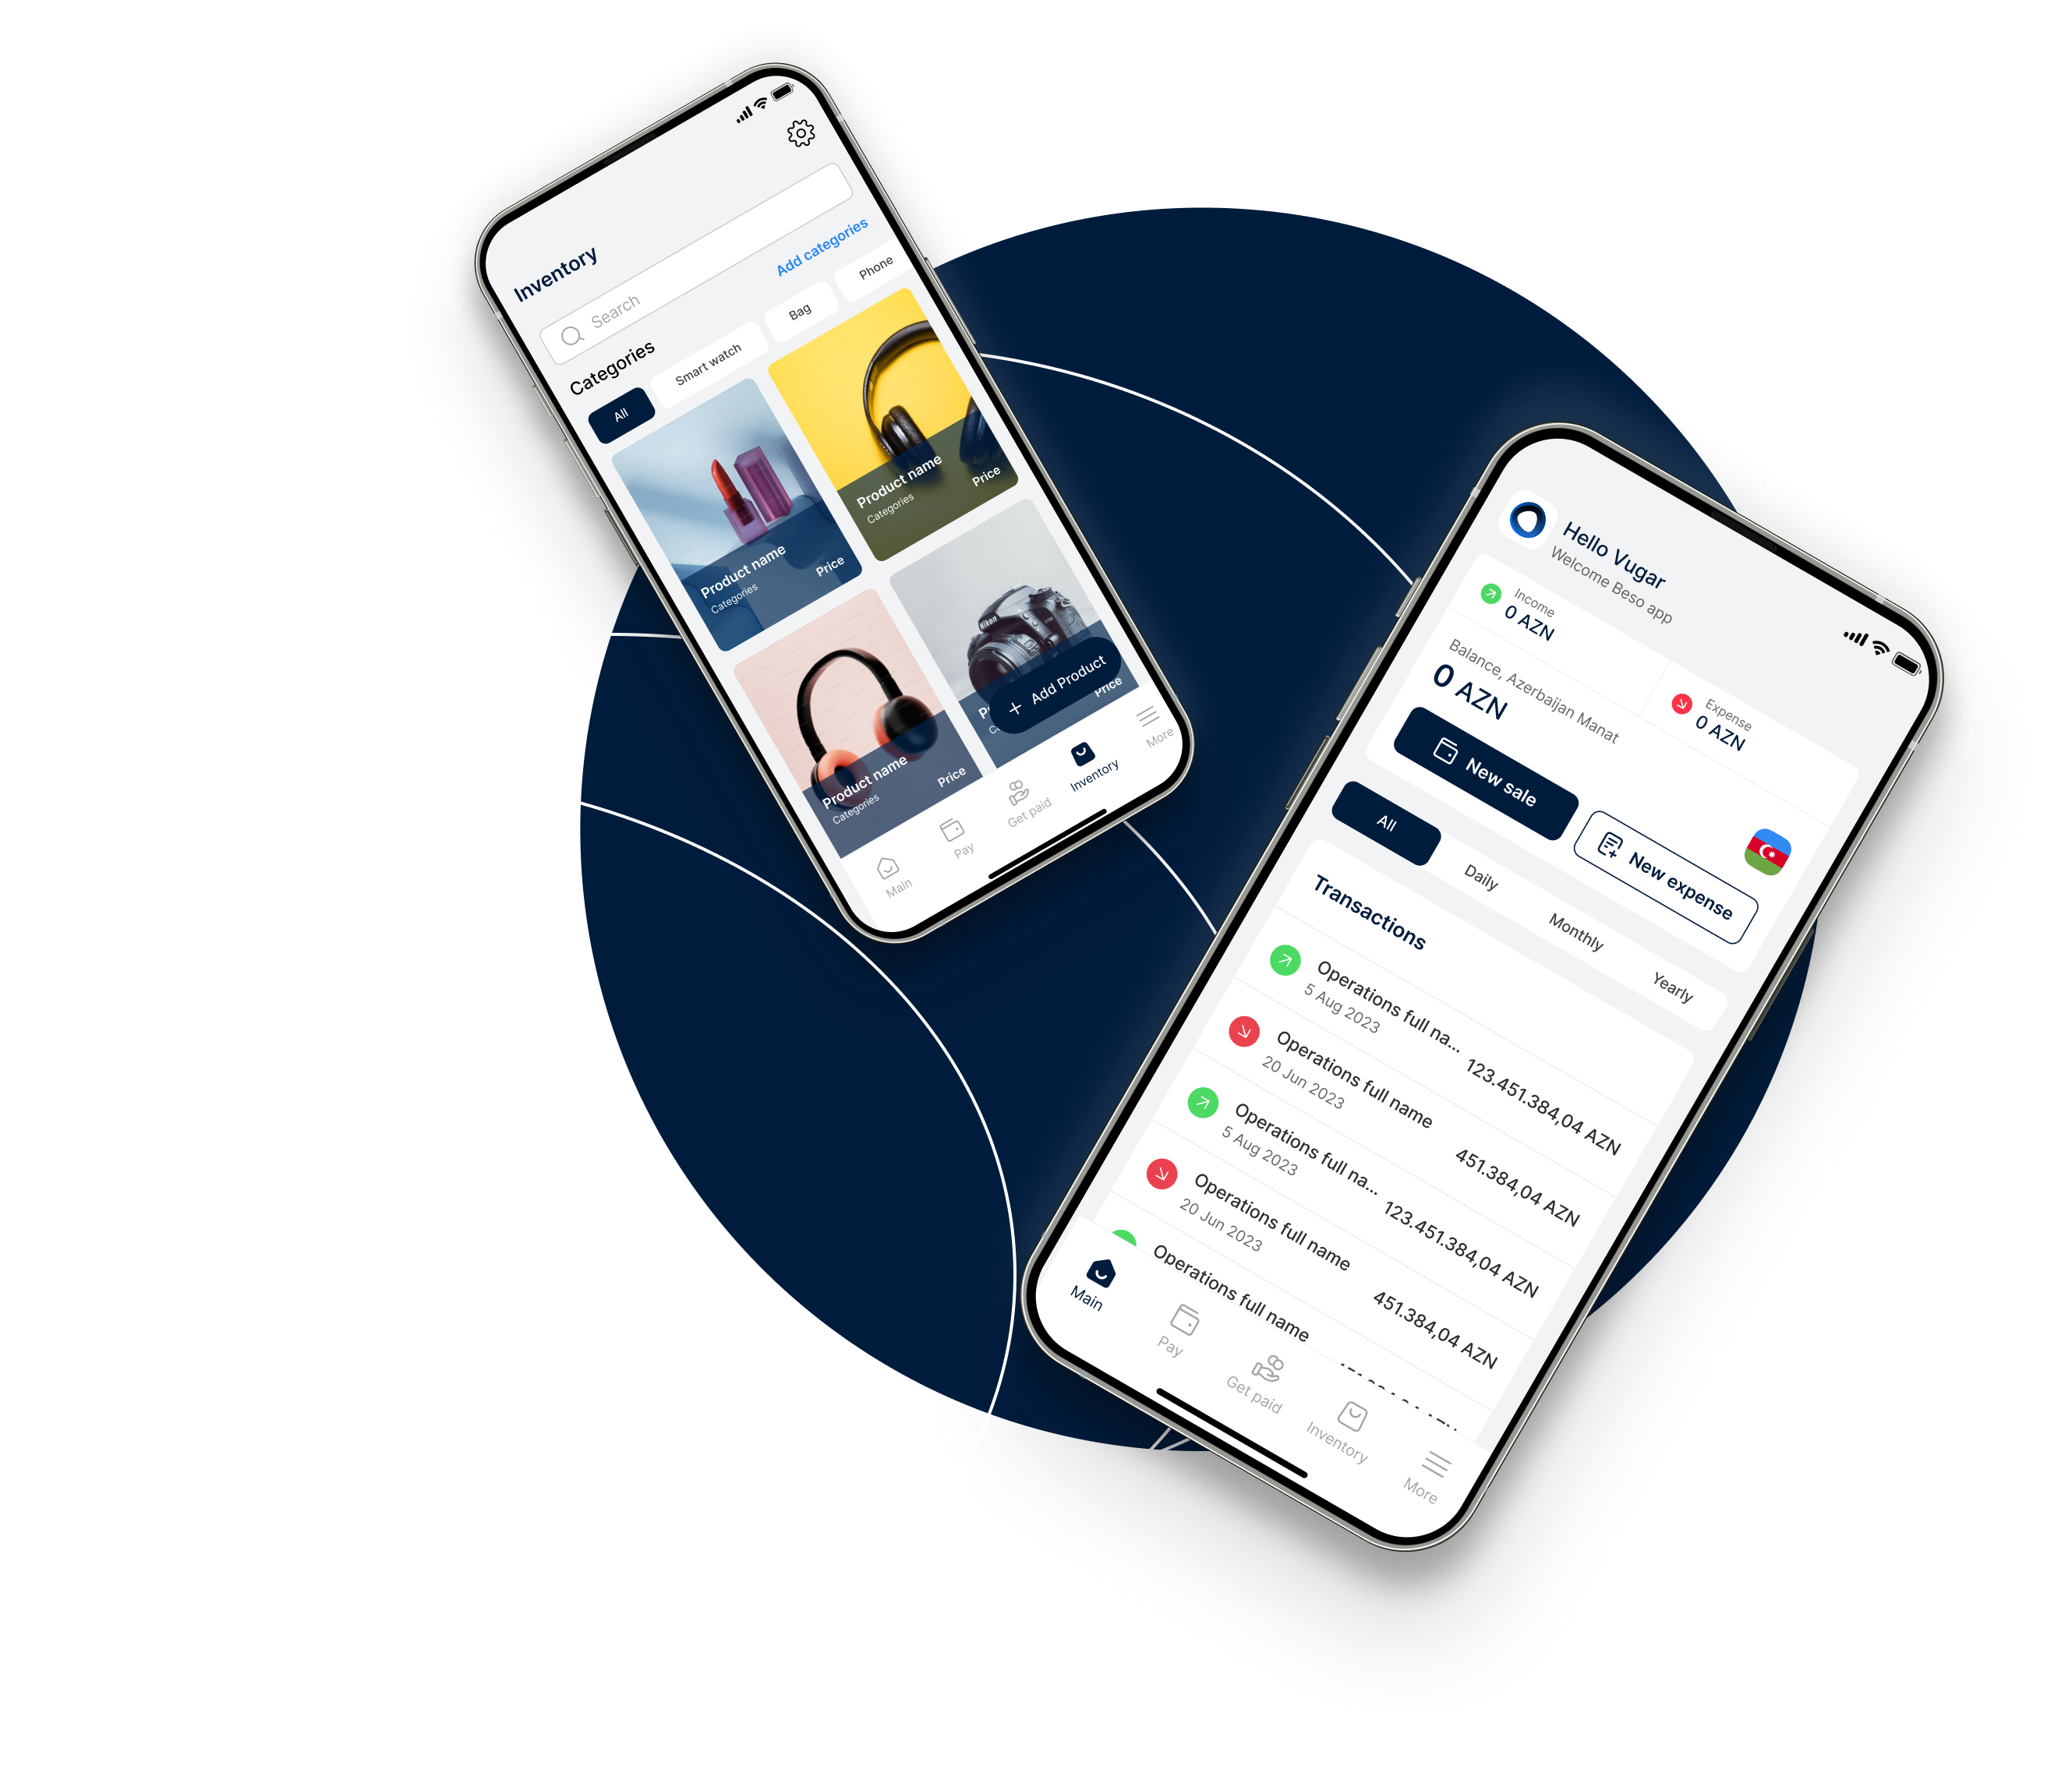 Inventory
Search
Categories
Add categories
All
Smart watch
Bag
Phone
Product name
Categories
Price
Product name
Categories
Price
Product name
Categories
Price
Nikon
Price
+ Add Product
Main
Pay
Get paid
Inventory
More
Hello Vugar
Welcome Beso app
Income
0 AZN
Expense
0 AZN
Balance, Azerbaijan Manat
0 AZN
New sale
New expense
All
Daily
Monthly
Yearly
Transactions
Operations full na...
5 Aug 2023
123.451.384,04 AZN
Operations full name
20 Jun 2023
451.384,04 AZN
Operations full na...
5 Aug 2023
123.451.384,04 AZN
Operations full name
20 Jun 2023
451.384,04 AZN
Operations full name
Main
Pay
Get paid
Inventory
More